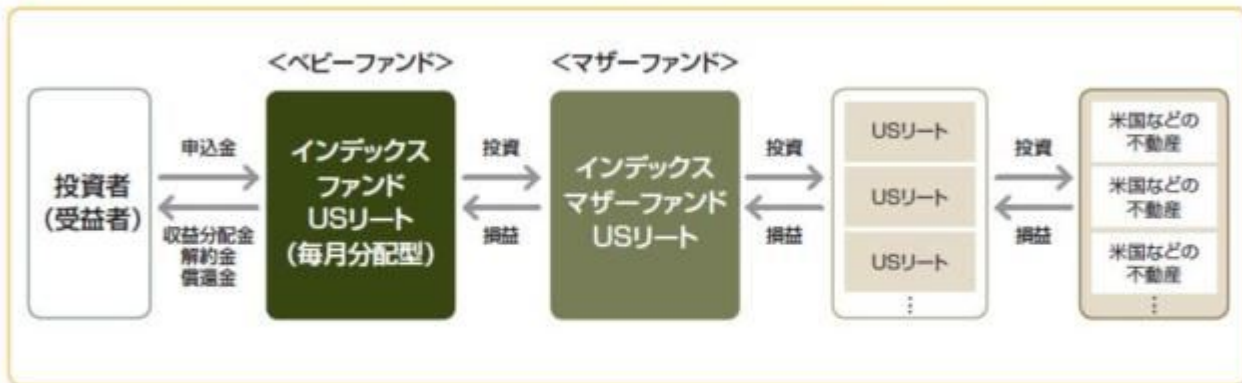 <ベビーファンド>
<マザーファンド>
投資者
(受益者)
申込金
収益分配金
解約金
償還金
インデックス
ファンド
USリート
(毎月分配型)
投資
損益
インデックス
マザーファンド
USリート
投資
損益
USリート
USリート
USリート
⋮
投資
損益
米国などの
不動産
米国などの
不動産
米国などの
不動産
⋮